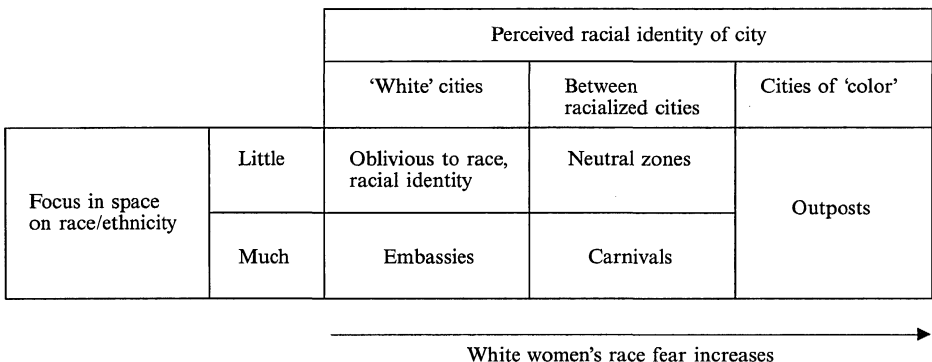 Perceived racial identity of city
‘White’ cities
Between
racialized cities
Cities of ‘color’
Focus in space
on race/ethnicity
Little
Oblivious to race,
racial identity
Neutral zones
Outposts
Much
Embassies
Carnivals
White women's race fear increases